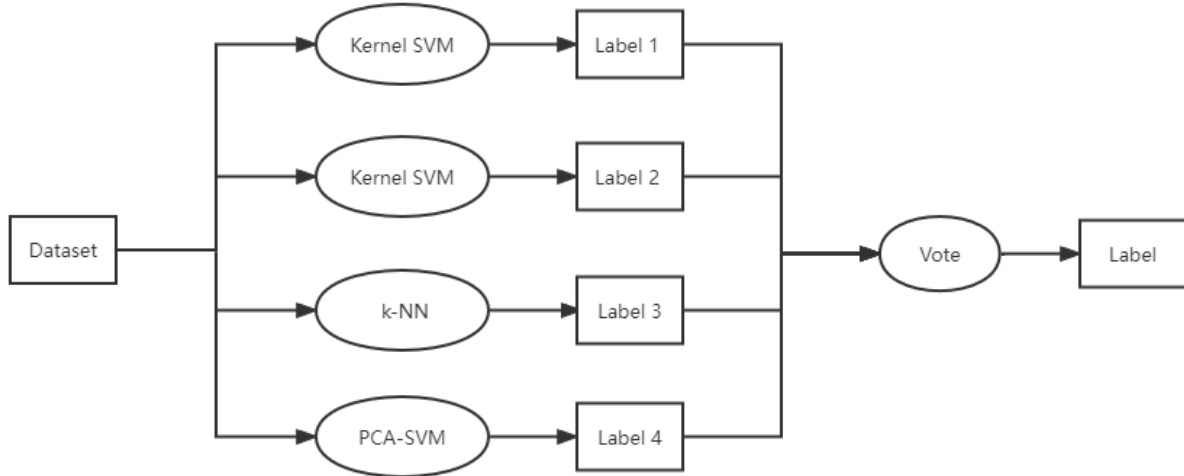 Kernel SVM
Label 1
Kernel SVM
Label 2
Dataset
Vote
Label
k-NN
Label 3
PCA-SVM
Label 4